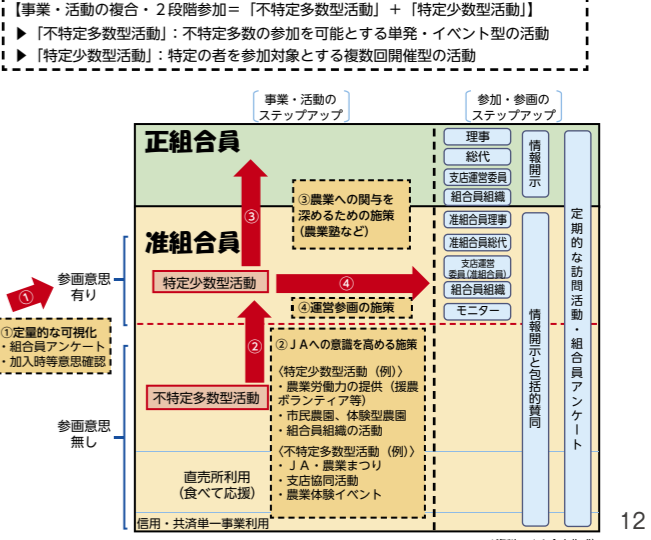 【事業・活動の複合・２段階参加＝「不特定多数型活動」＋「特定少数型活動」】
▶「不特定多数型活動」：不特定多数の参加を可能とする単発・イベント型の活動
▶「特定少数型活動」：特定の者を参加対象とする複数回開催型の活動
事業・活動の
ステップアップ
参加・参画の
ステップアップ
正組合員
理事
総代
支店運営委員
組合員組織
情報開示
定期的な訪問活動・組合員アンケート
③
③農業への関与を
深めるための施策
（農業塾など）
准組合員
准組合員理事
准組合員総代
支店運営
委員（准組合員）
組合員組織
モニター
情報開示と包括的賛同
参画意思
有り
特定少数型活動
④
④運営参画の施策
①
①定量的な可視化
・組合員アンケート
・加入時等意思確認
②
②ＪＡへの意識を高める施策
〈特定少数型活動（例）〉
・農業労働力の提供（援農
ボランティア等）
・市民農園、体験型農園
・組合員組織の活動
〈不特定多数型活動（例）〉
・ＪＡ・農業まつり
・支店協同活動
・農業体験イベント
不特定多数型活動
参画意思
無し
直売所利用
（食べて応援）
信用・共済単一事業利用
12